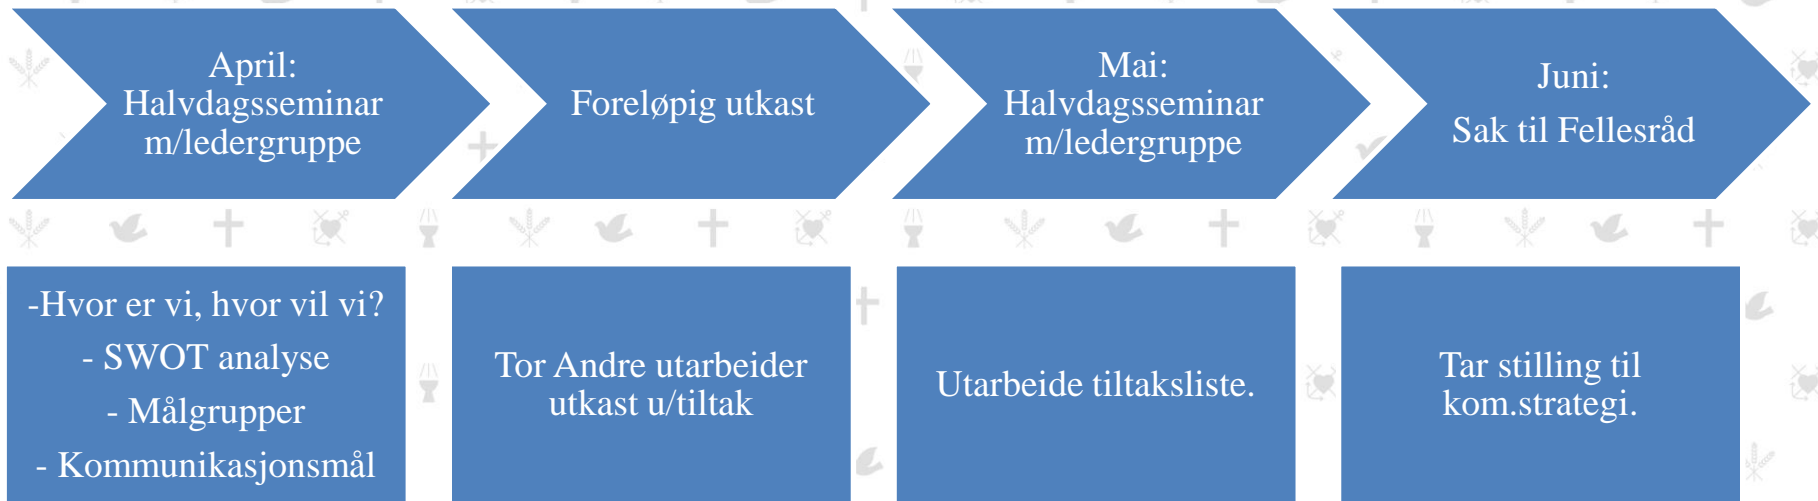 April:
Halvdagsseminar
m/ledergruppe
Foreløpig utkast
Mai:
Halvdagsseminar
m/ledergruppe
Juni:
Sak til Fellesråd
-Hvor er vi, hvor vil vi?
- SWOT analyse
- Målgrupper
- Kommunikasjonsmål
Tor Andre utarbeider
utkast u/tiltak
Utarbeide tiltaksliste.
Tar stilling til
kom.strategi.